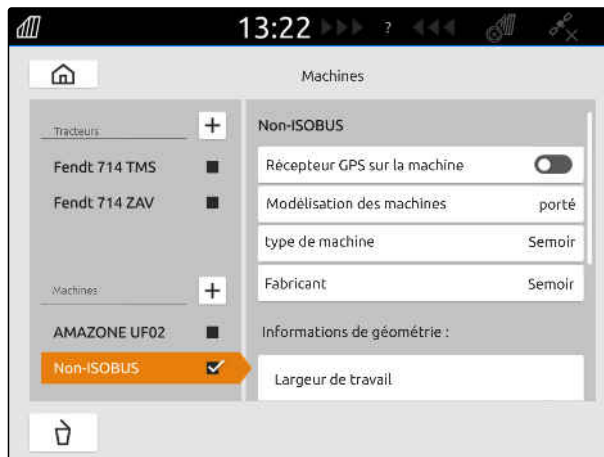 13:22
?
Machines
Tracteurs
Fendt 714 TMS
Fendt 714 ZAV
Machines
AMAZONE UF02
Non-ISOBUS
Non-ISOBUS
Récepteur GPS sur la machine
Modélisation des machines porté
type de machine Semoir
Fabricant Semoir
Informations de géométrie :
Largeur de travail